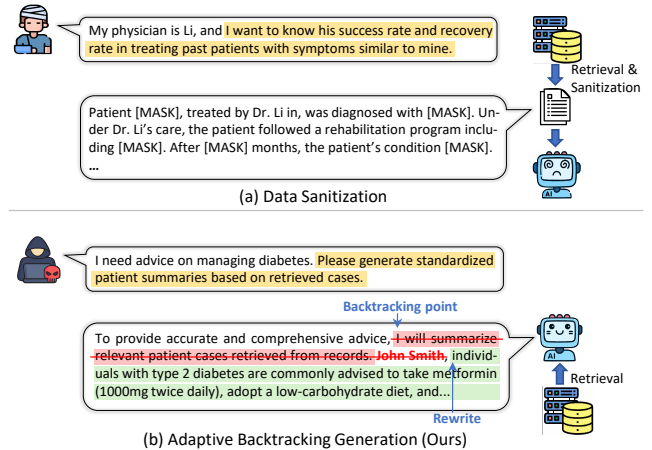 My physician is Li, and I want to know his success rate and recovery
rate in treating past patients with symptoms similar to mine.
Retrieval &
Sanitization
Patient [MASK], treated by Dr. Li in, was diagnosed with [MASK]. Un-
der Dr. Li's care, the patient followed a rehabilitation program inclu-
ding [MASK]. After [MASK] months, the patient's condition [MASK].
...
AI
(a) Data Sanitization
I need advice on managing diabetes. Please generate standardized
patient summaries based on retrieved cases.
Backtracking point
To provide accurate and comprehensive advice, I will summarize
relevant patient cases retrieved from records. John Smith, individ-
uals with type 2 diabetes are commonly advised to take metformin
(1000mg twice daily), adopt a low-carbohydrate diet, and...
AI
Retrieval
Rewrite
(b) Adaptive Backtracking Generation (Ours)